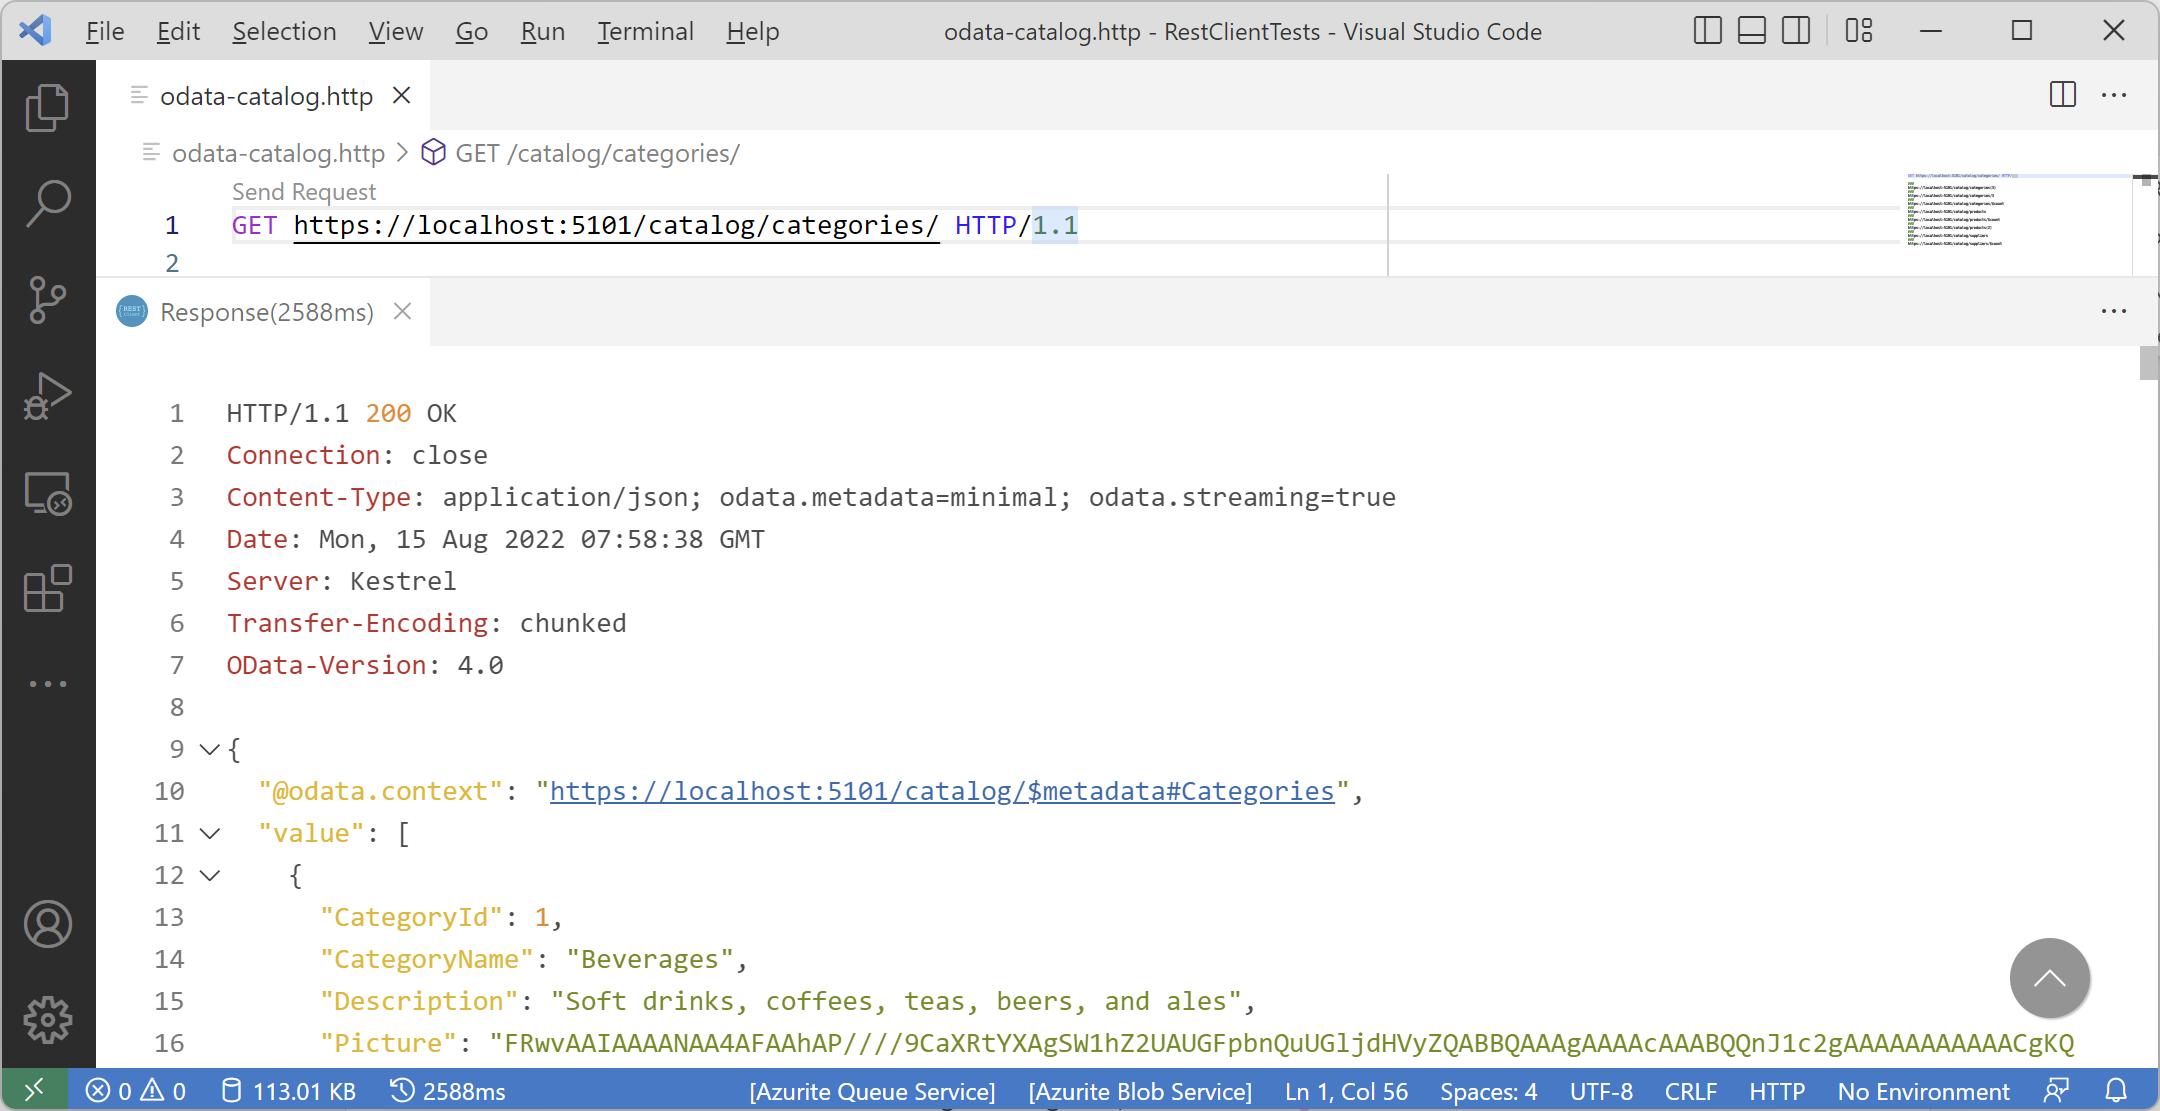 File Edit Selection View Go Run Terminal Help odata-catalog.http - RestClientTests - Visual Studio Code
odata-catalog.http
odata-catalog.http > GET /catalog/categories/
Send Request
1 GET https://localhost:5101/catalog/categories/ HTTP/1.1
2
Response(2588ms)
1 HTTP/1.1 200 OK
2 Connection: close
3 Content-Type: application/json; odata.metadata=minimal; odata.streaming=true
4 Date: Mon, 15 Aug 2022 07:58:38 GMT
5 Server: Kestrel
6 Transfer-Encoding: chunked
7 OData-Version: 4.0
8
9 {
10 "@odata.context": "https://localhost:5101/catalog/$metadata#Categories",
11 "value": [
12 {
13 "CategoryId": 1,
14 "CategoryName": "Beverages",
15 "Description": "Soft drinks, coffees, teas, beers, and ales",
16 "Picture": "FRwvAAIAAAANAA4AFAAhAP////9CaXRtYXAgSW1hZ2UAUGFpbnQuUGljdHVyZQABBQAAAgAAAAcAAABQQnJ1c2gAAAAAAAAAAACgKQ
0 0 113.01 KB 2588ms [Azurite Queue Service] [Azurite Blob Service] Ln 1, Col 56 Spaces: 4 UTF-8 CRLF HTTP No Environment